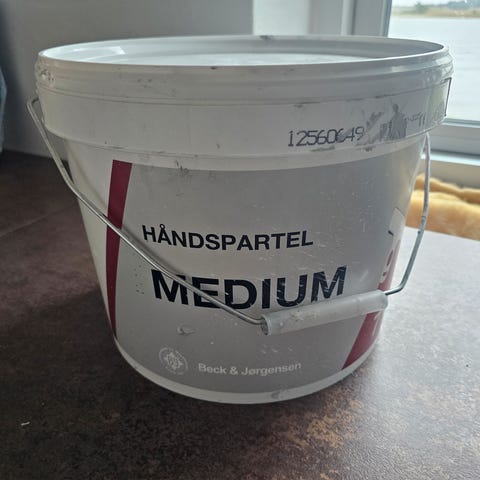 12560649
HÅNDSPARTEL
MEDIUM
Beck & Jørgensen